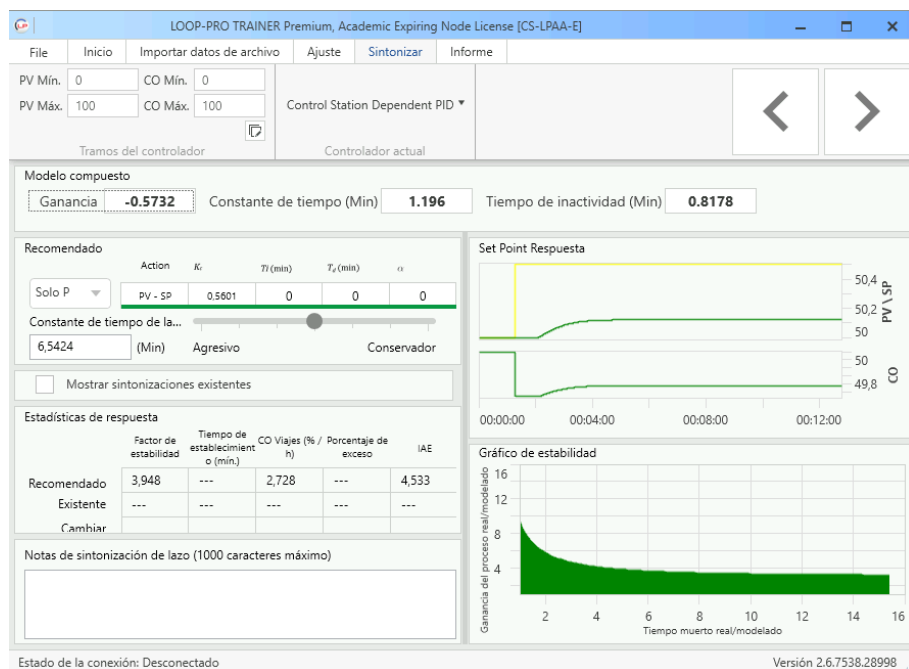 LOOP-PRO TRAINER Premium, Academic Expiring Node License [CS-LPAA-E]
File Inicio Importar datos de archivo Ajuste Sintonizar Informe
PV Mín. 0 CO Mín. 0
PV Máx. 100 CO Máx. 100
Control Station Dependent PID
Tramos del controlador Controlador actual
Modelo compuesto
Ganancia -0.5732 Constante de tiempo (Min) 1.196 Tiempo de inactividad (Min) 0.8178
Recomendado
Action Ti (min) Td (min) α
Solo P PV - SP 0,5601 0 0 0
Constante de tiempo de la...
6,5424 (Min) Agresivo Conservador
Mostrar sintonizaciones existentes
Estadísticas de respuesta
Factor de estabilidad Tiempo de establecimiento (mín.) CO Viajes (% / h) Porcentaje de exceso IAE
Recomendado 3,948 --- 2,728 --- 4,533
Existente --- --- --- --- ---
Cambiar
Notas de sintonización de lazo (1000 caracteres máximo)
Set Point Respuesta
50,4
50,2
50
PV \ SP
50
49,8
CO
00:00:00 00:04:00 00:08:00 00:12:00
Gráfico de estabilidad
Ganancia del proceso real/modelado
16
12
8
4
2 4 6 8 10 12 14 16
Tiempo muerto real/modelado
Estado de la conexión: Desconectado Versión 2.6.7538.28998